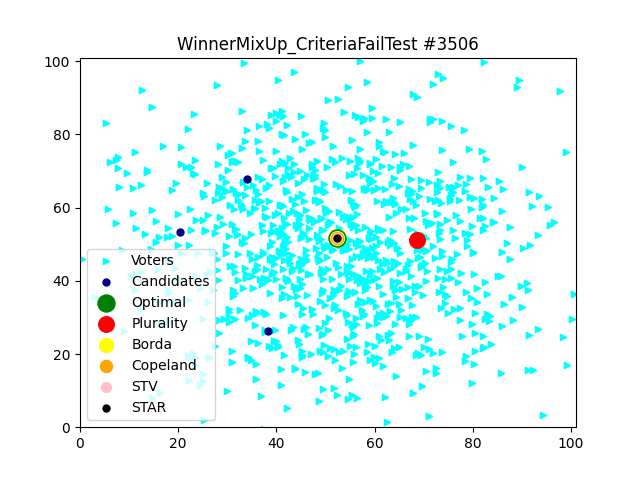 WinnerMixUp_CriteriaFailTest #3506
100
80
60
40
20
0
0 20 40 60 80 100
Voters
Candidates
Optimal
Plurality
Borda
Copeland
STV
STAR